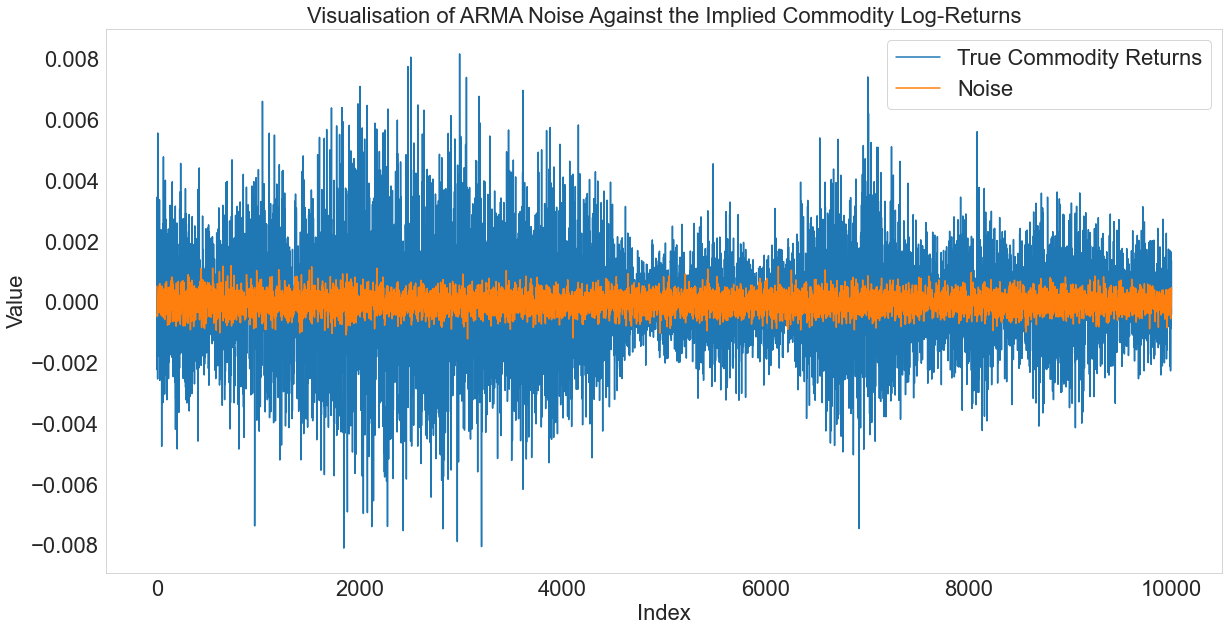 Visualisation of ARMA Noise Against the Implied Commodity Log-Returns
True Commodity Returns
Noise
0.008
0.006
0.004
0.002
0.000
−0.002
−0.004
−0.006
−0.008
Value
0 2000 4000 6000 8000 10000
Index